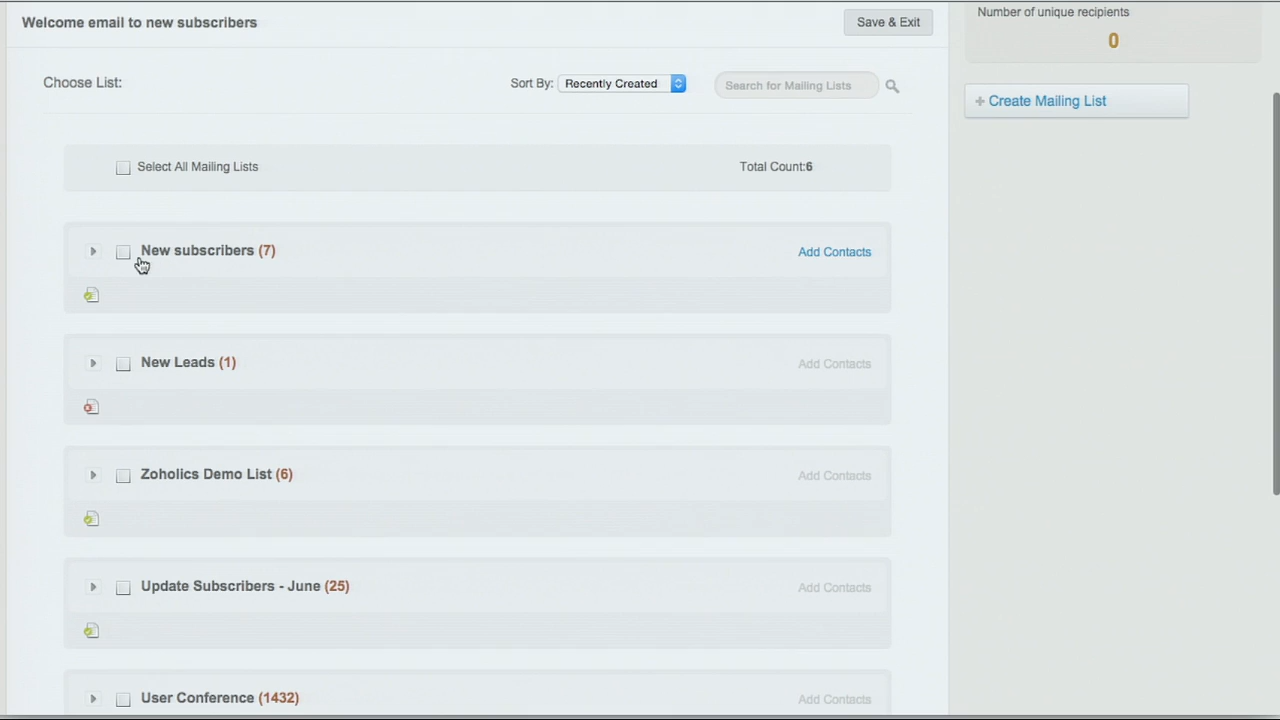 Welcome email to new subscribers
Save & Exit
Number of unique recipients
0
Choose List:
Sort By: Recently Created
Search for Mailing Lists
+ Create Mailing List
Select All Mailing Lists
Total Count:6
New subscribers (7)
Add Contacts
New Leads (1)
Add Contacts
Zoholics Demo List (6)
Add Contacts
Update Subscribers - June (25)
Add Contacts
User Conference (1432)
Add Contacts